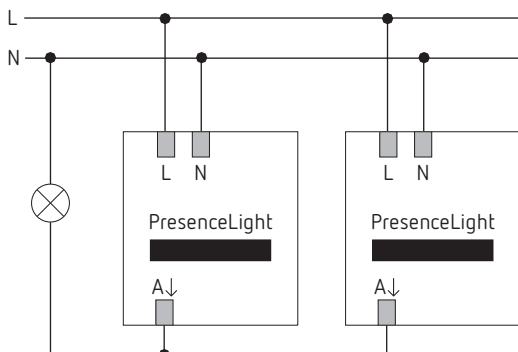 L
N
L N L N
PresenceLight PresenceLight
A↓ A↓